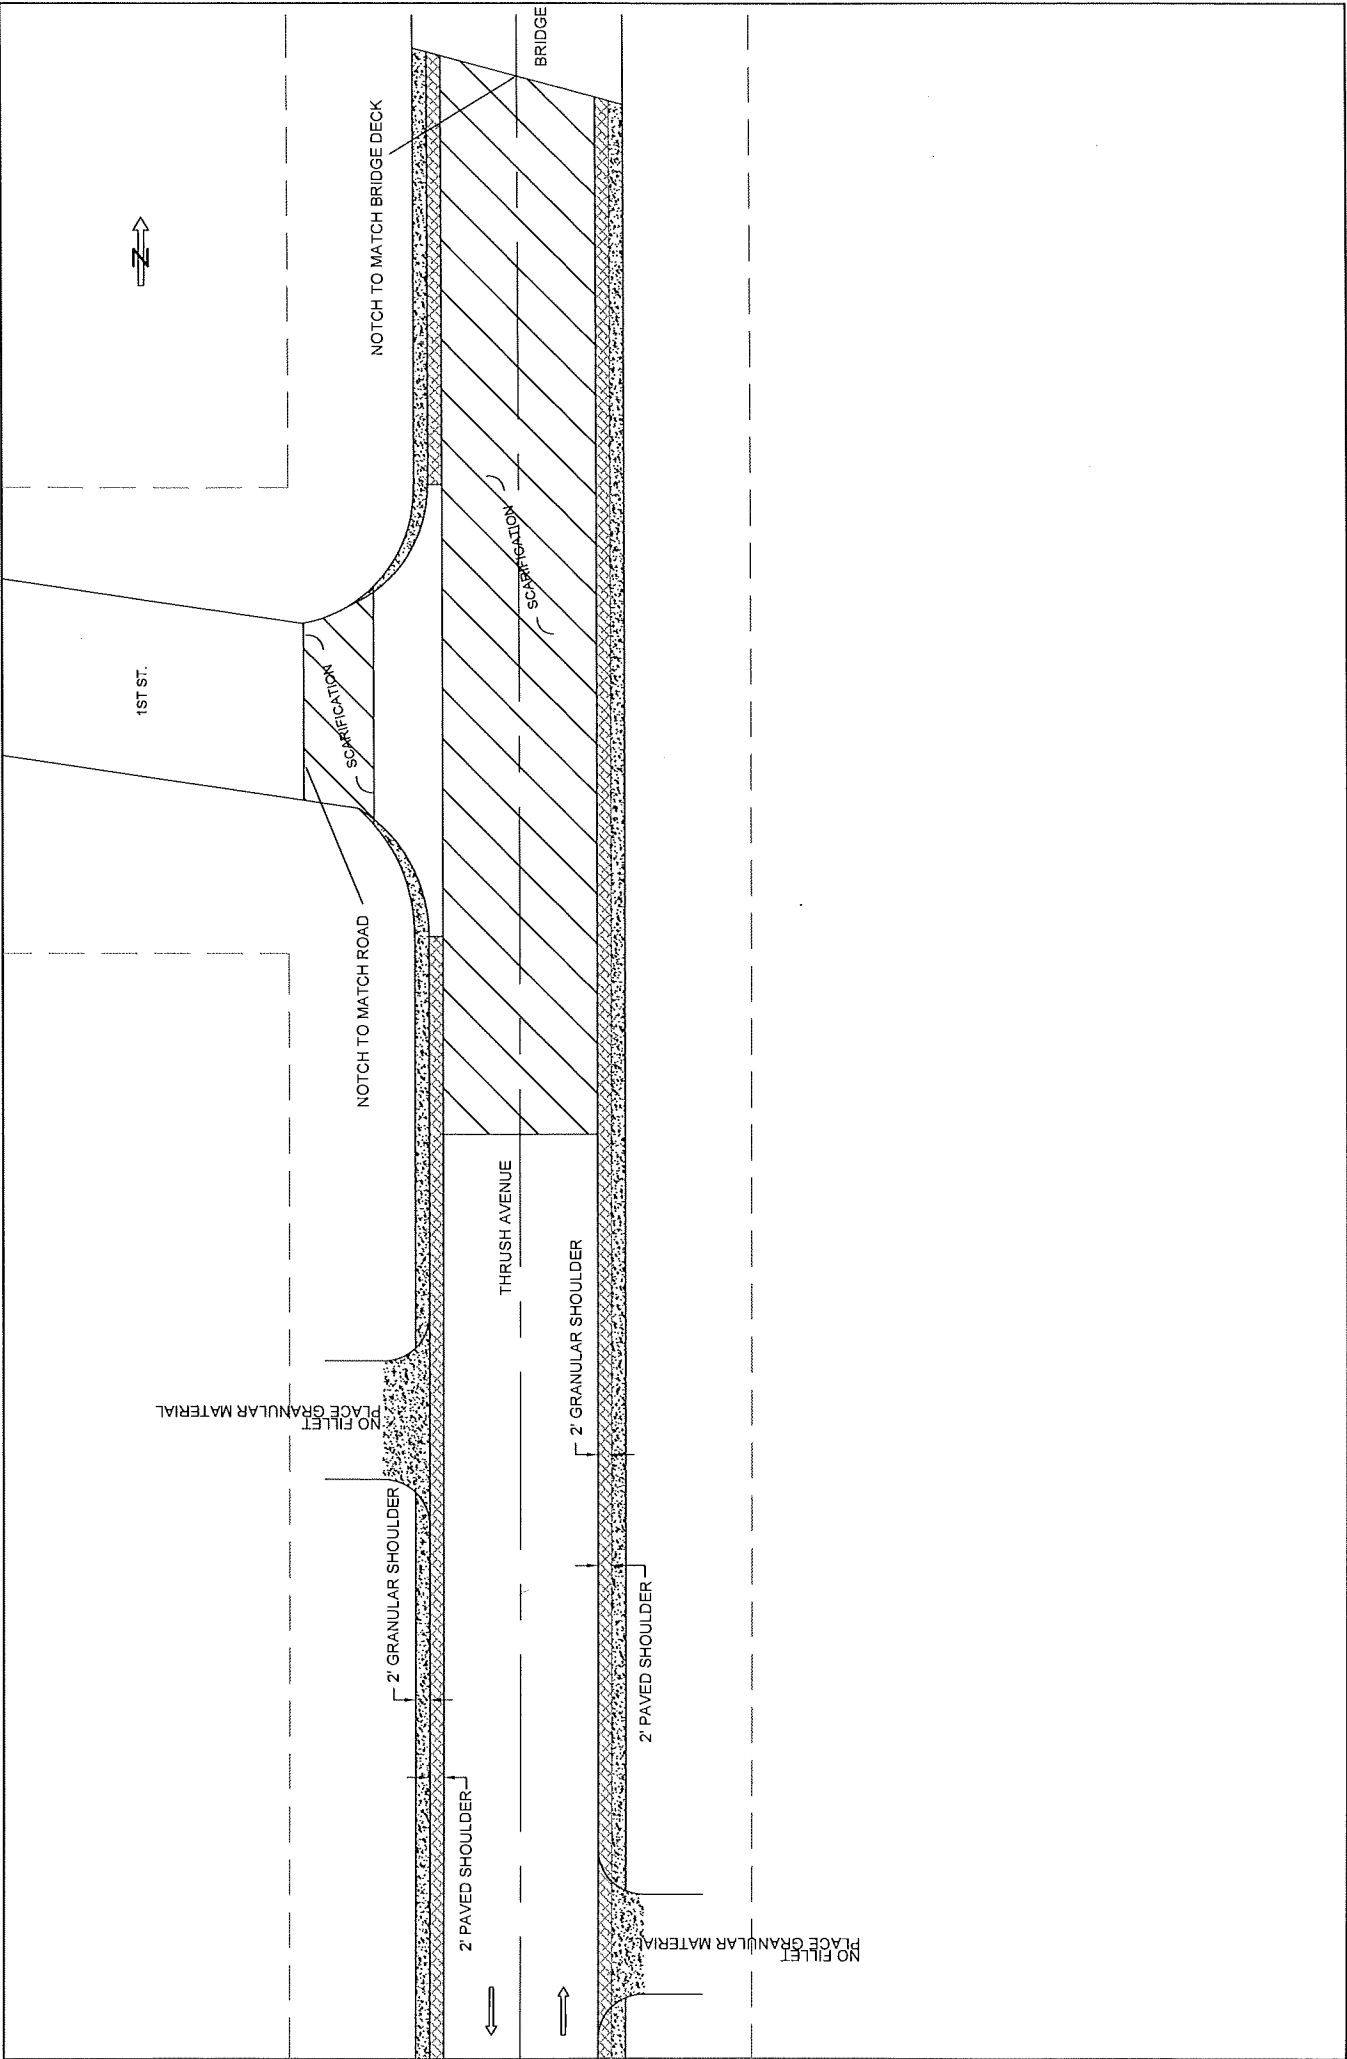 N
1ST ST.
NOTCH TO MATCH BRIDGE DECK
BRIDGE
SCARIFICATION
NOTCH TO MATCH ROAD
SCARIFICATION
THRUSH AVENUE
NO FILLET
PLACE GRANULAR MATERIAL
2' GRANULAR SHOULDER
2' GRANULAR SHOULDER
2' PAVED SHOULDER
2' PAVED SHOULDER
NO FILLET
PLACE GRANULAR MATERIAL